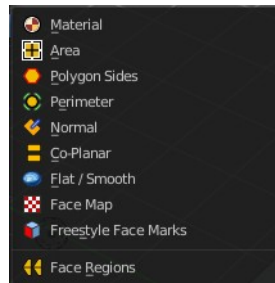 Material
Area
Polygon Sides
Perimeter
Normal
Co-Planar
Flat / Smooth
Face Map
Freestyle Face Marks
Face Regions